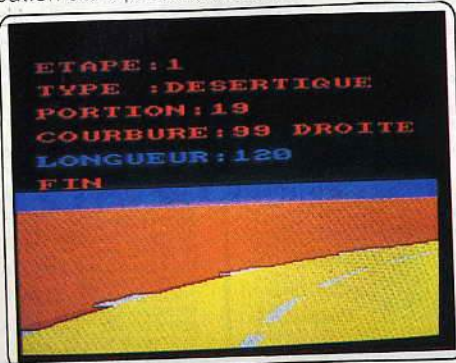 ETAPE:1
TYPE :DESERTIQUE
PORTION:19
COURBURE:99 DROITE
LONGUEUR:120
FIN